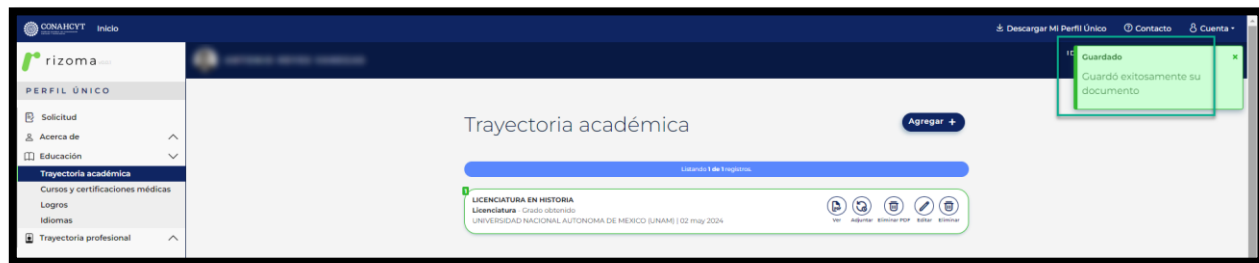 CONAHCYT Inicio
Descargar Mi Perfil Único Contacto Cuenta
rizoma
Guardado ×
Guardó exitosamente su
documento
PERFIL ÚNICO
Solicitud
Acerca de
Educación
Trayectoria académica
Cursos y certificaciones médicas
Logros
Idiomas
Trayectoria profesional
Trayectoria académica
Agregar +
Listando 1 de 1 registros.
1
LICENCIATURA EN HISTORIA
Licenciatura - Grado obtenido
UNIVERSIDAD NACIONAL AUTONOMA DE MEXICO (UNAM) | 02 may 2024
Ver Adjuntar Eliminar PDF Editar Eliminar